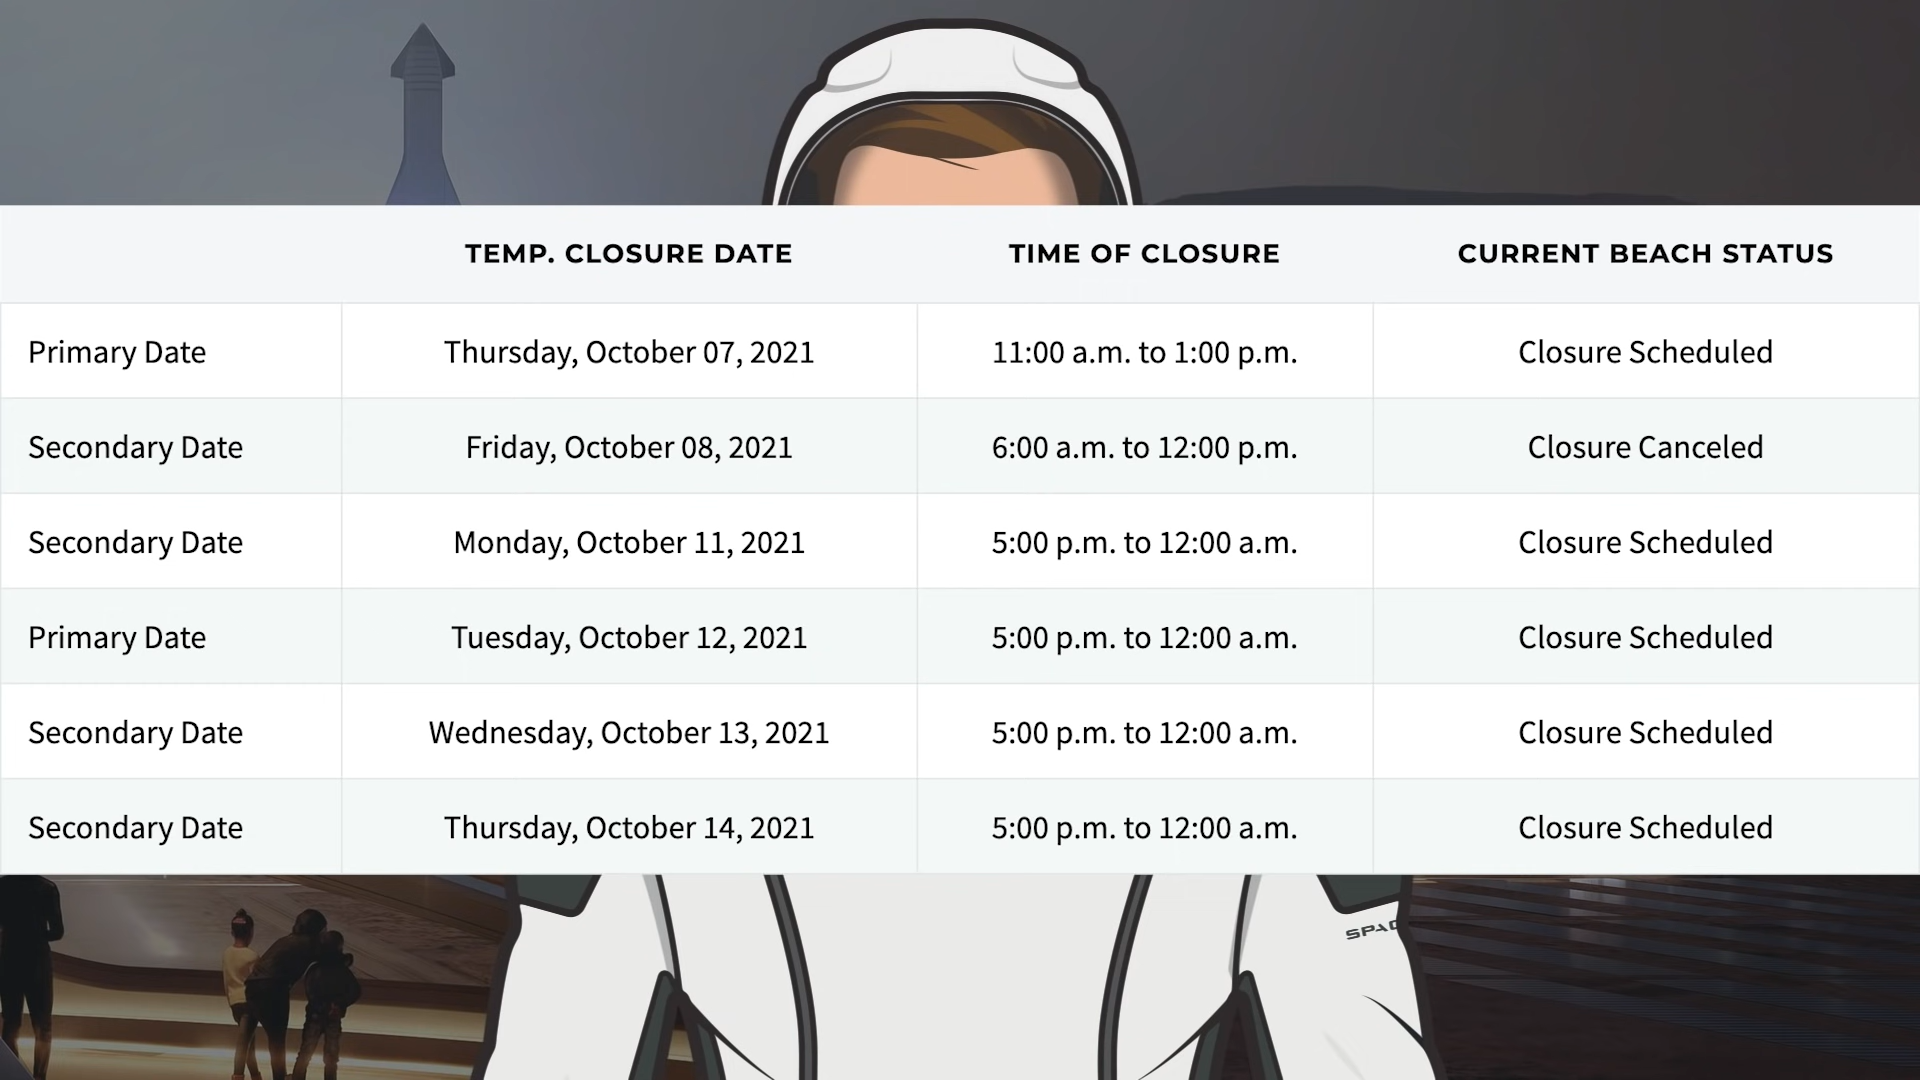 TEMP. CLOSURE DATE TIME OF CLOSURE CURRENT BEACH STATUS
Primary Date Thursday, October 07, 2021 11:00 a.m. to 1:00 p.m. Closure Scheduled
Secondary Date Friday, October 08, 2021 6:00 a.m. to 12:00 p.m. Closure Canceled
Secondary Date Monday, October 11, 2021 5:00 p.m. to 12:00 a.m. Closure Scheduled
Primary Date Tuesday, October 12, 2021 5:00 p.m. to 12:00 a.m. Closure Scheduled
Secondary Date Wednesday, October 13, 2021 5:00 p.m. to 12:00 a.m. Closure Scheduled
Secondary Date Thursday, October 14, 2021 5:00 p.m. to 12:00 a.m. Closure Scheduled
SPAC